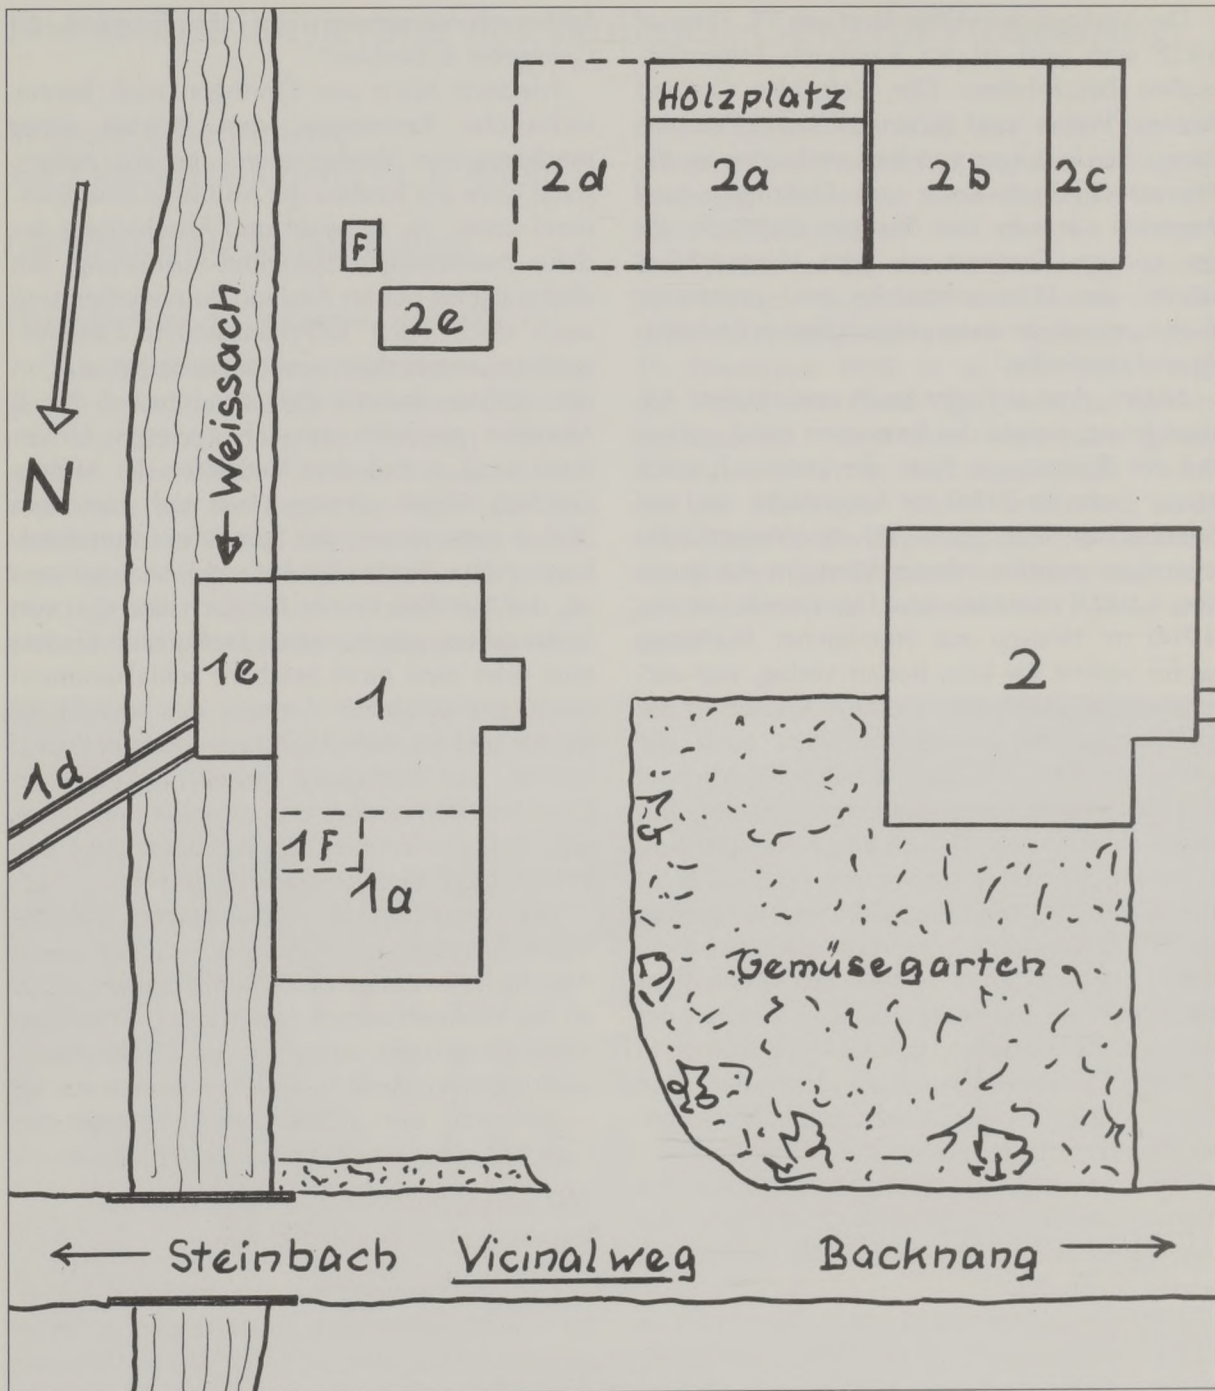 Holzplatz
2d
2a
2b
2c
F
2e
N
← Weissach
1e
1
2
1d
1F
1a
Gemüsegarten
← Steinbach
Vicinalweg
Backnang →